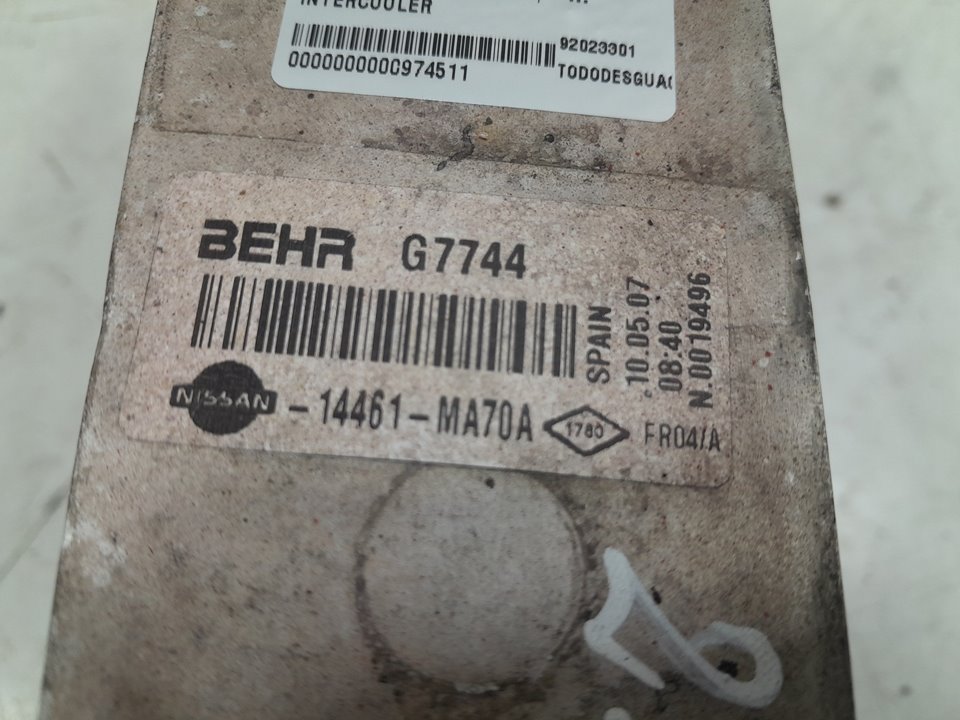 INTERCOOLER
92023301
0000000000974511
TODODESGUA
BEHR G7744
SPAIN
10.05.07
08:40
N.0019496
NISSAN -14461-MA70A 1780 FR04/A